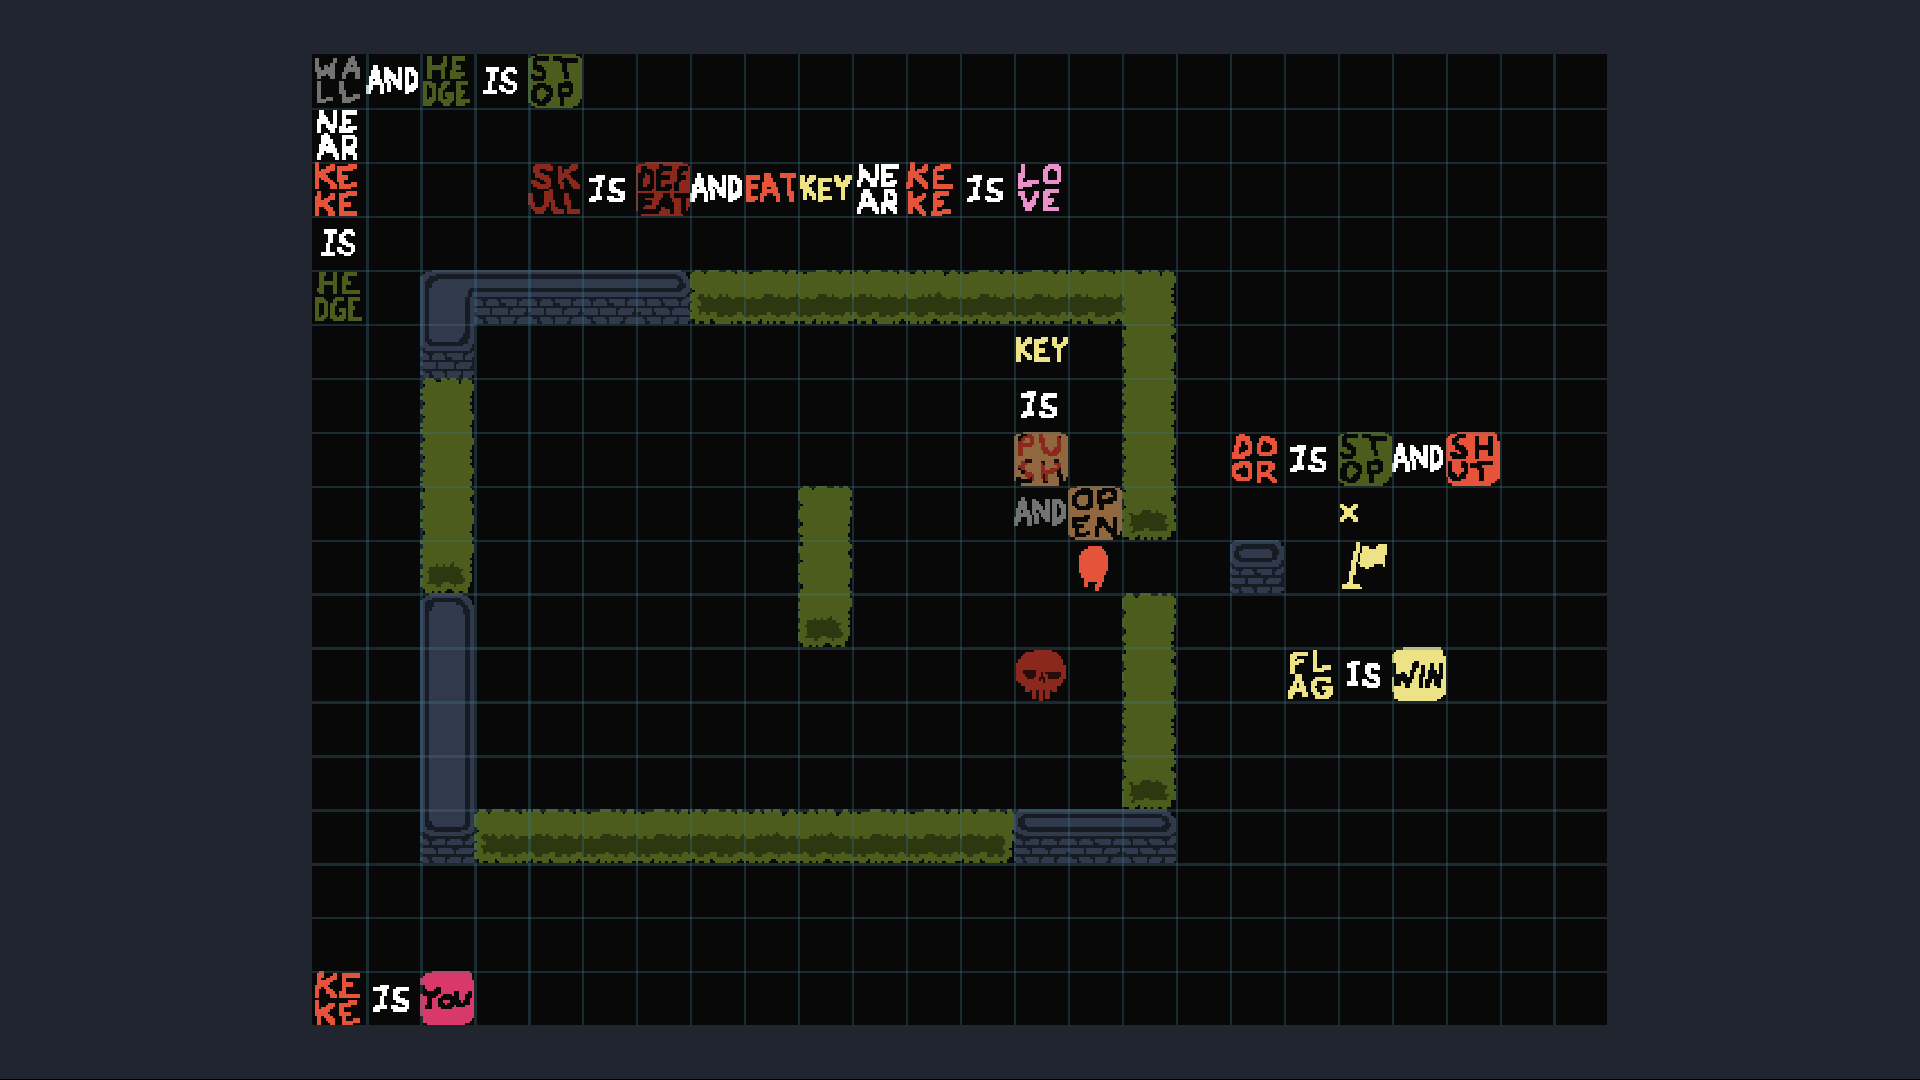 WALL AND HEDGE IS STOP
NEAR
KEKE SKULL IS DEFEAT AND EAT KEY NEAR KEKE IS LOVE
IS
HEDGE
KEY
IS
PUSH DOOR IS STOP AND SHUT
AND OPEN
FLAG IS WIN
KEKE IS YOU